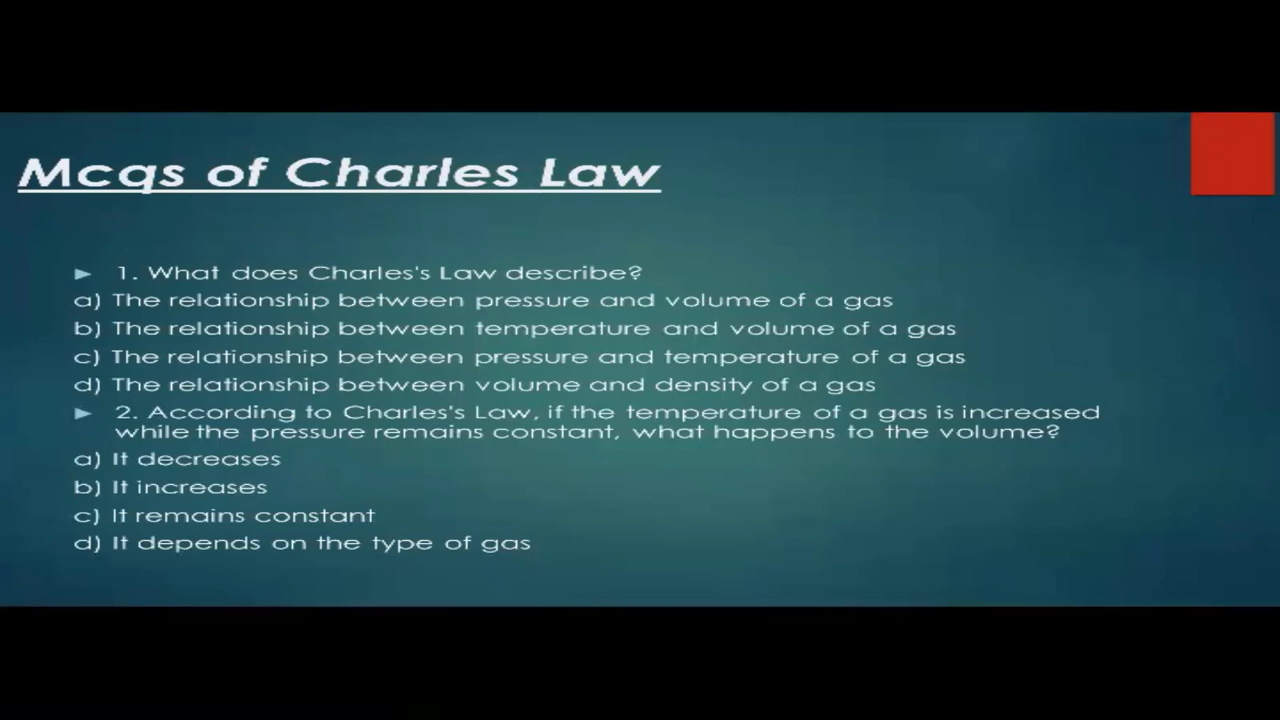 Mcqs of Charles Law
► 1. What does Charles's Law describe?
a) The relationship between pressure and volume of a gas
b) The relationship between temperature and volume of a gas
c) The relationship between pressure and temperature of a gas
d) The relationship between volume and density of a gas
► 2. According to Charles's Law, if the temperature of a gas is increased
while the pressure remains constant, what happens to the volume?
a) It decreases
b) It increases
c) It remains constant
d) It depends on the type of gas